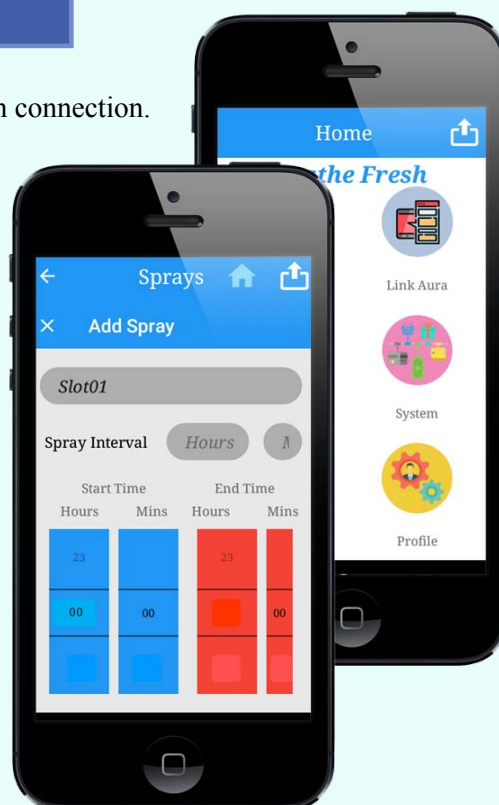 n connection.
Home
the Fresh
Link Aura
System
Profile
Sprays
Add Spray
Slot01
Spray Interval Hours
Start Time End Time
Hours Mins Hours Mins
23 23
00 00 00